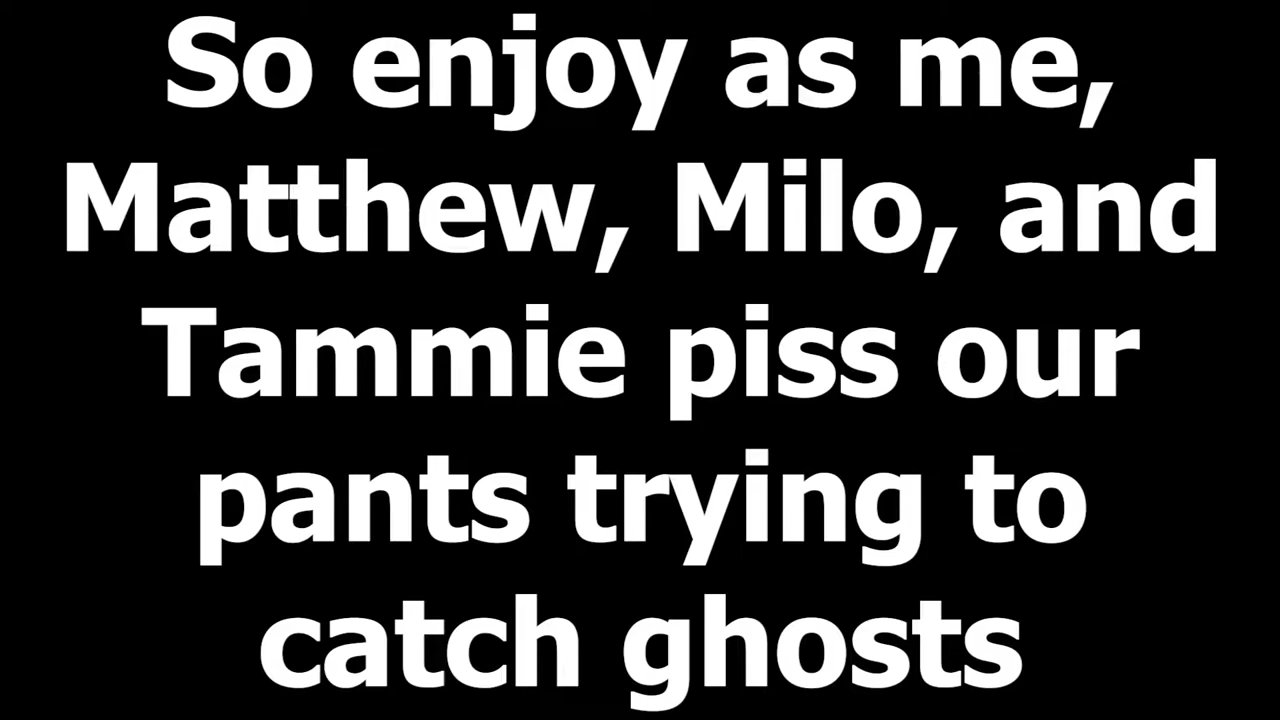 So enjoy as me,
Matthew, Milo, and
Tammie piss our
pants trying to
catch ghosts